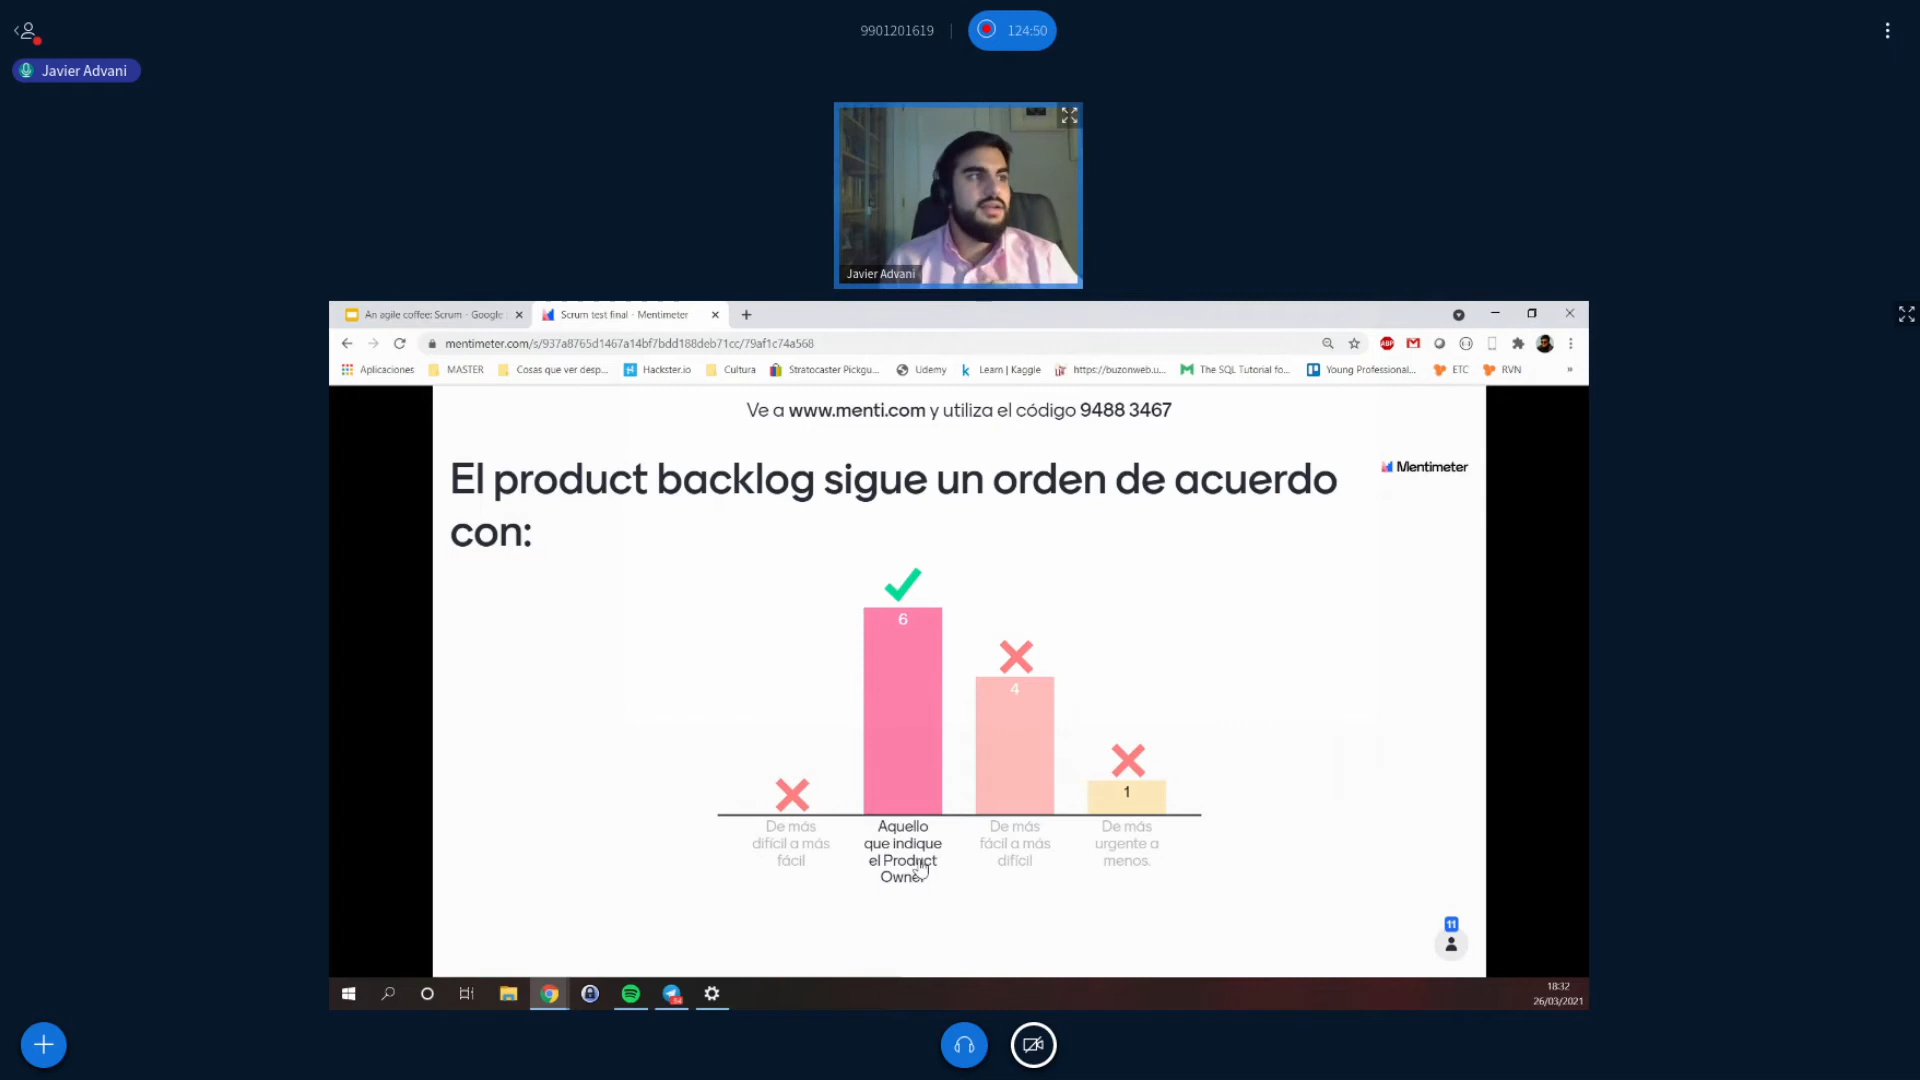 9901201619
124:50
Javier Advani
Javier Advani
An agile coffee: Scrum - Google
Scrum test final - Mentimeter
mentimeter.com/s/937a8765d1467a14bf7bdd188deb71cc/79af1c74a568
ABP
Aplicaciones
MASTER
Cosas que ver desp...
Hackster.io
Cultura
Stratocaster Pickgu...
Udemy
Learn | Kaggle
https://buzonweb.u...
The SQL Tutorial fo...
Young Professional...
ETC
RVN
»
Ve a www.menti.com y utiliza el código 9488 3467
El product backlog sigue un orden de acuerdo
con:
Mentimeter
6
4
1
De más
difícil a más
fácil
Aquello
que indique
el Product
Owner
De más
fácil a más
difícil
De más
urgente a
menos.
11
18:32
26/03/2021